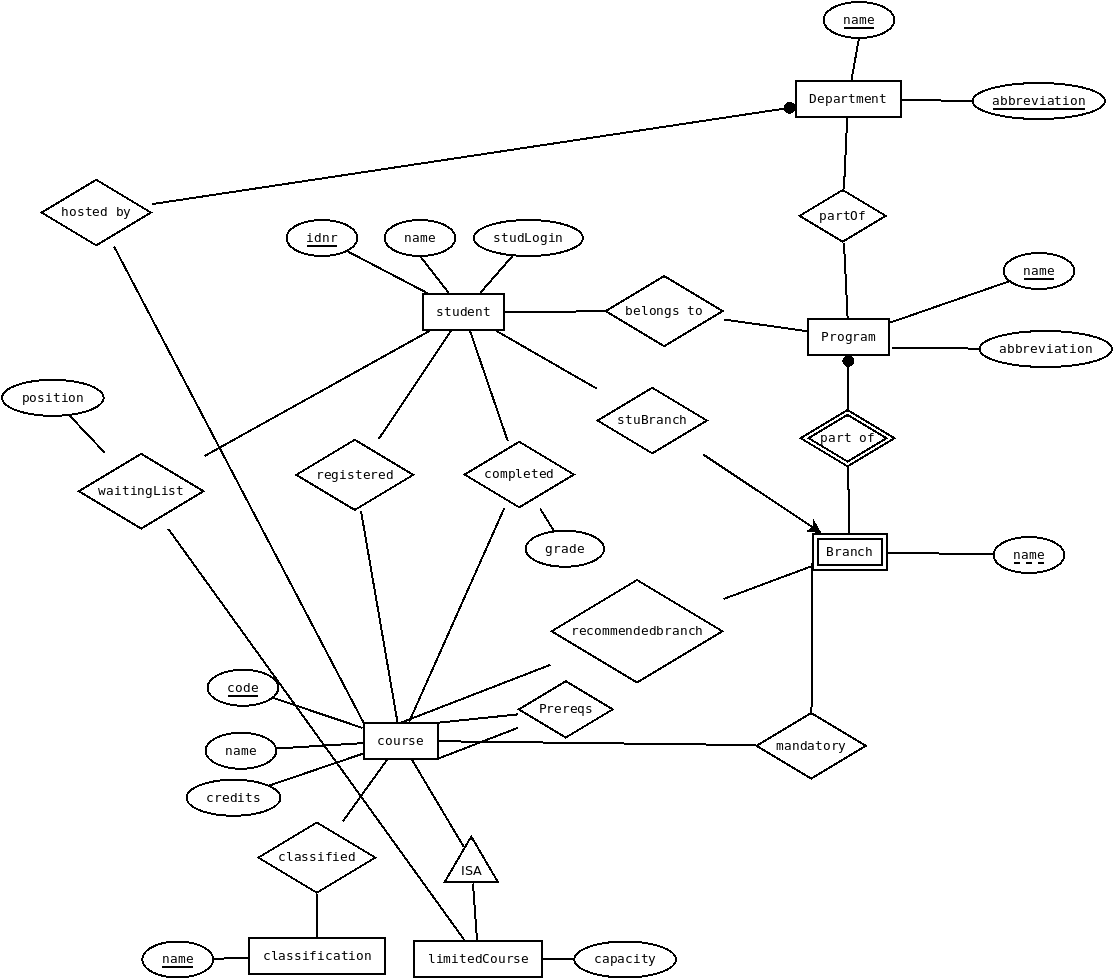 name
Department
abbreviation
hosted by
partOf
idnr
name
studLogin
name
student
belongs to
Program
abbreviation
position
stuBranch
part of
waitingList
registered
completed
grade
Branch
name
recommendedbranch
code
Prereqs
name
course
mandatory
credits
classified
ISA
name
classification
limitedCourse
capacity